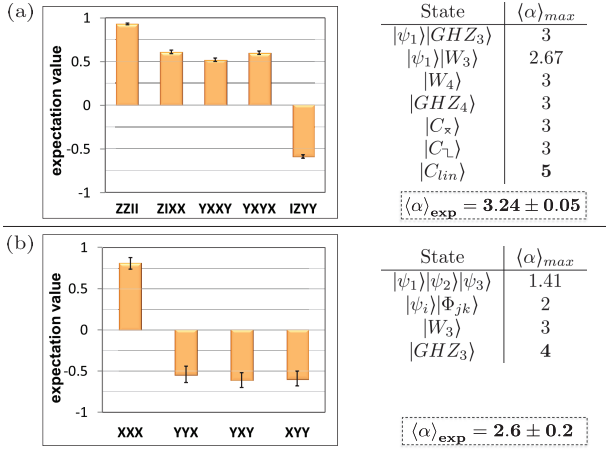 (a)
expectation value
1
0.5
0
-0.5
-1
ZZII ZIXX YXXY YXYX IZYY
State ⟨α⟩max
|ψ1⟩|GHZ3⟩ 3
|ψ1⟩|W3⟩ 2.67
|W4⟩ 3
|GHZ4⟩ 3
|C⟩ 3
|C⟩ 3
|Clin⟩ 5
⟨α⟩exp = 3.24 ± 0.05
(b)
expectation value
1
0.5
0
-0.5
-1
XXX YYX YXY XYY
State ⟨α⟩max
|ψ1⟩|ψ2⟩|ψ3⟩ 1.41
|ψi⟩|Φjk⟩ 2
|W3⟩ 3
|GHZ3⟩ 4
⟨α⟩exp = 2.6 ± 0.2